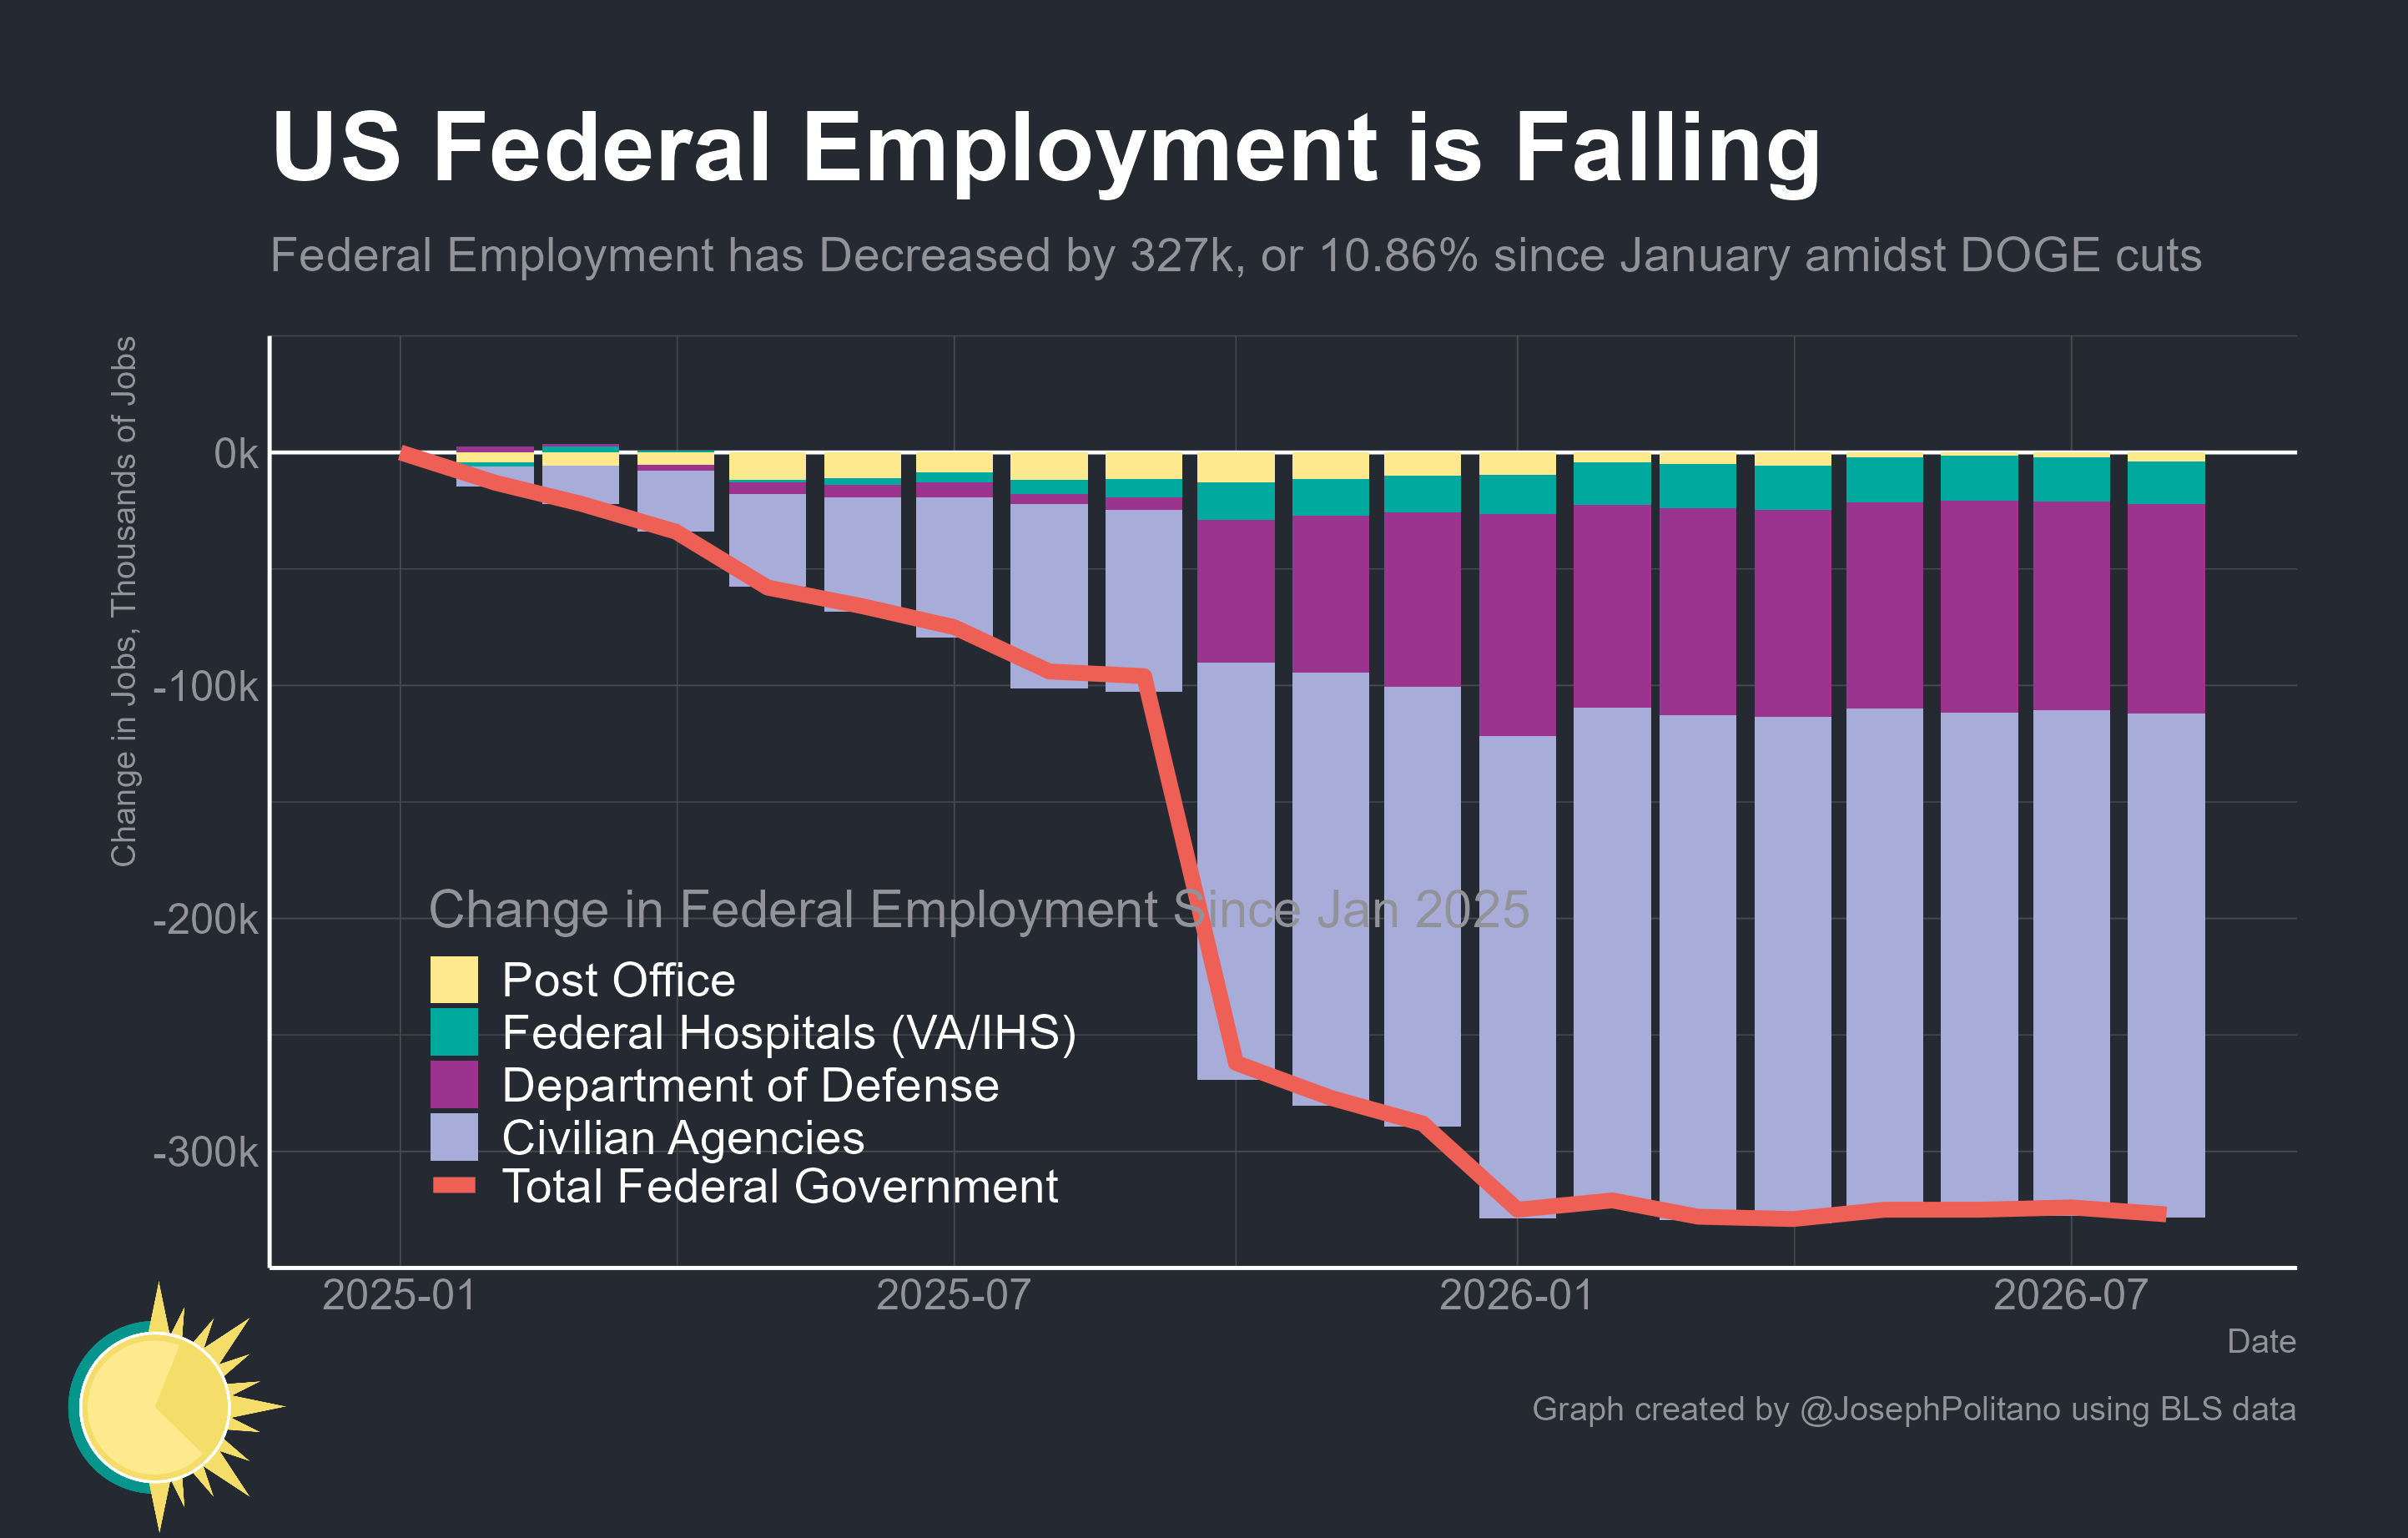 US Federal Employment is Falling
Federal Employment has Decreased by 327k, or 10.86% since January amidst DOGE cuts
Change in Jobs, Thousands of Jobs
0k
-100k
-200k
-300k
Change in Federal Employment Since Jan 2025
Post Office
Federal Hospitals (VA/IHS)
Department of Defense
Civilian Agencies
Total Federal Government
2025-01
2025-07
2026-01
2026-07
Date
Graph created by @JosephPolitano using BLS data